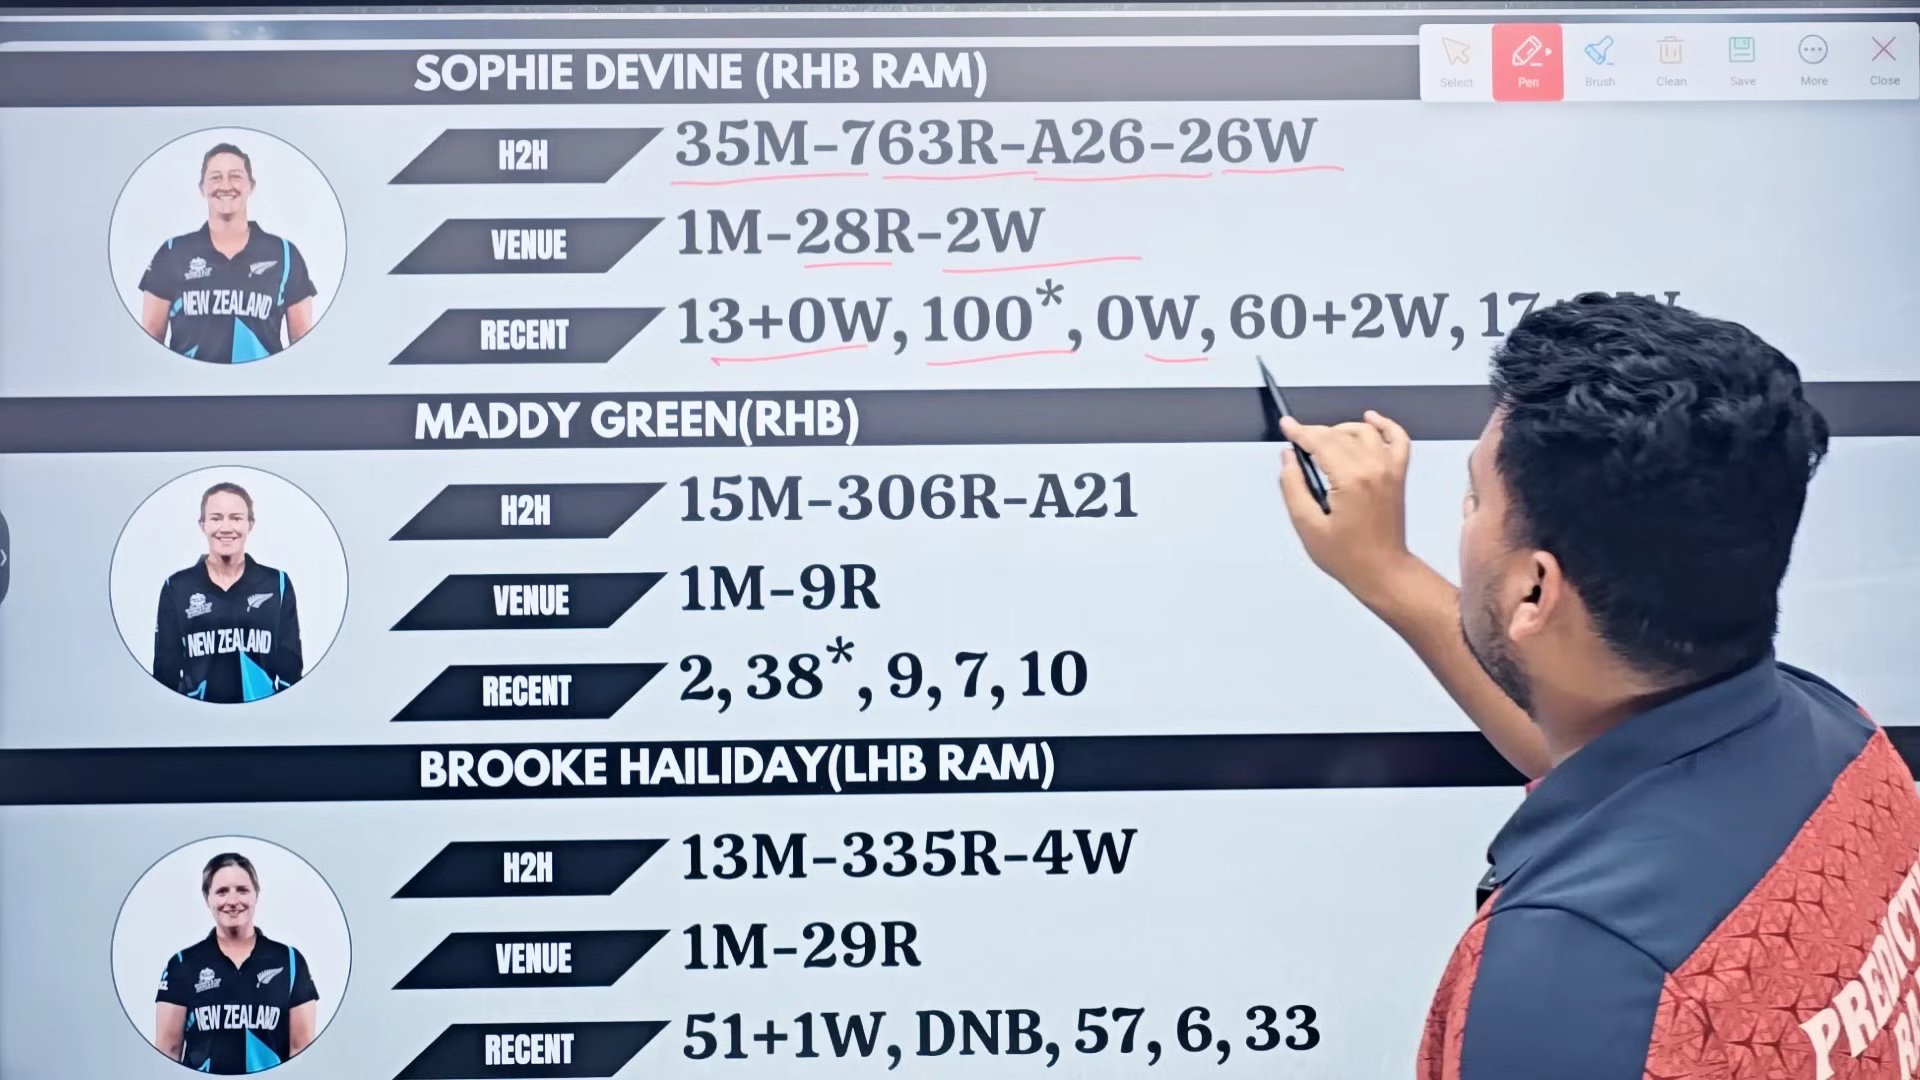 SOPHIE DEVINE (RHB RAM)
Select Pen Brush Clean Save More Close
H2H 35M-763R-A26-26W
VENUE 1M-28R-2W
RECENT 13+0W, 100*, 0W, 60+2W, 17
NEW ZEALAND
MADDY GREEN(RHB)
H2H 15M-306R-A21
VENUE 1M-9R
RECENT 2, 38*, 9, 7, 10
NEW ZEALAND
BROOKE HAILIDAY(LHB RAM)
H2H 13M-335R-4W
VENUE 1M-29R
RECENT 51+1W, DNB, 57, 6, 33
NEW ZEALAND